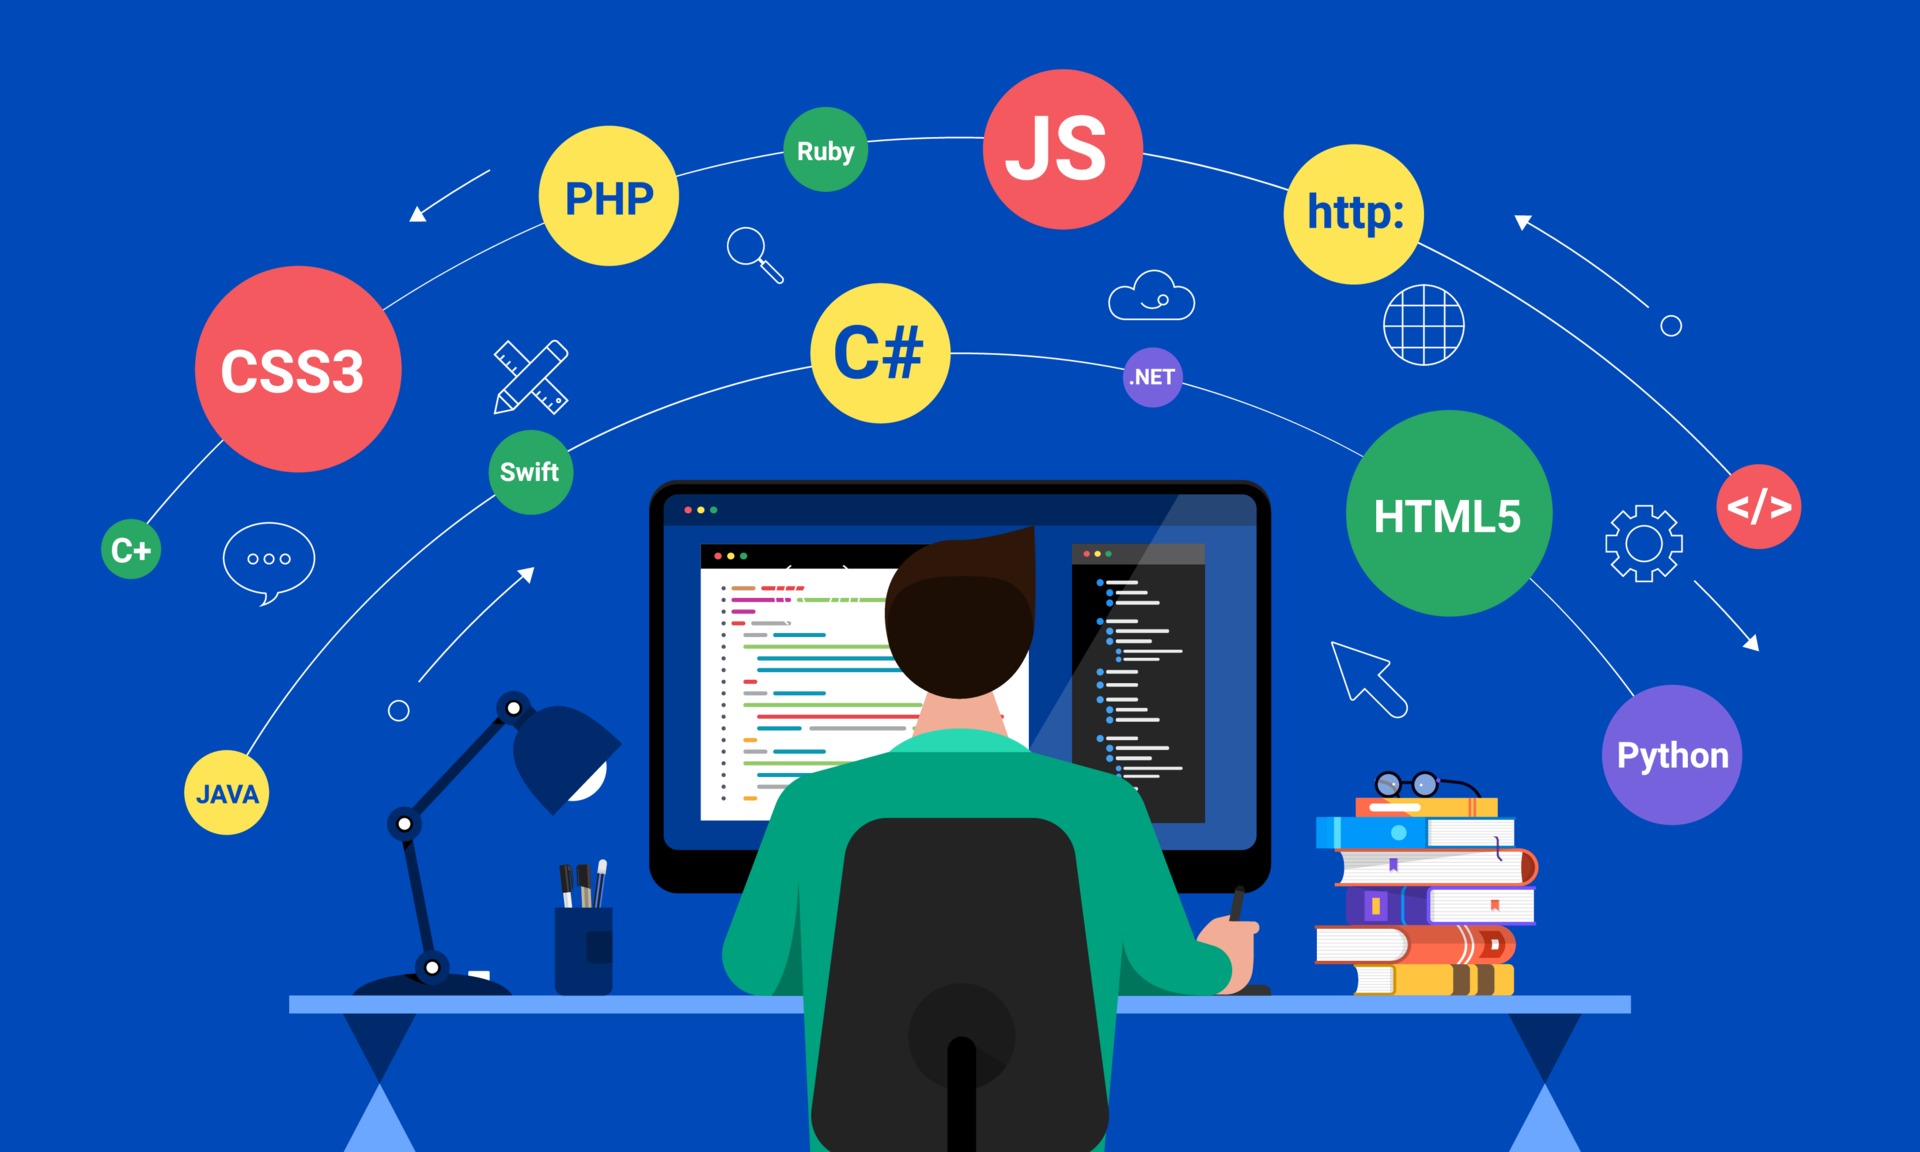 JS
Ruby
PHP
http:
CSS3
C#
.NET
Swift
HTML5
</>
C+
Python
JAVA